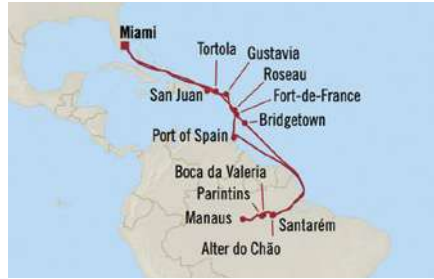 Miami
Tortola
Gustavia
Roseau
San Juan
Fort-de-France
Bridgetown
Port of Spain
Boca da Valeria
Parintins
Manaus
Santarém
Alter do Chão